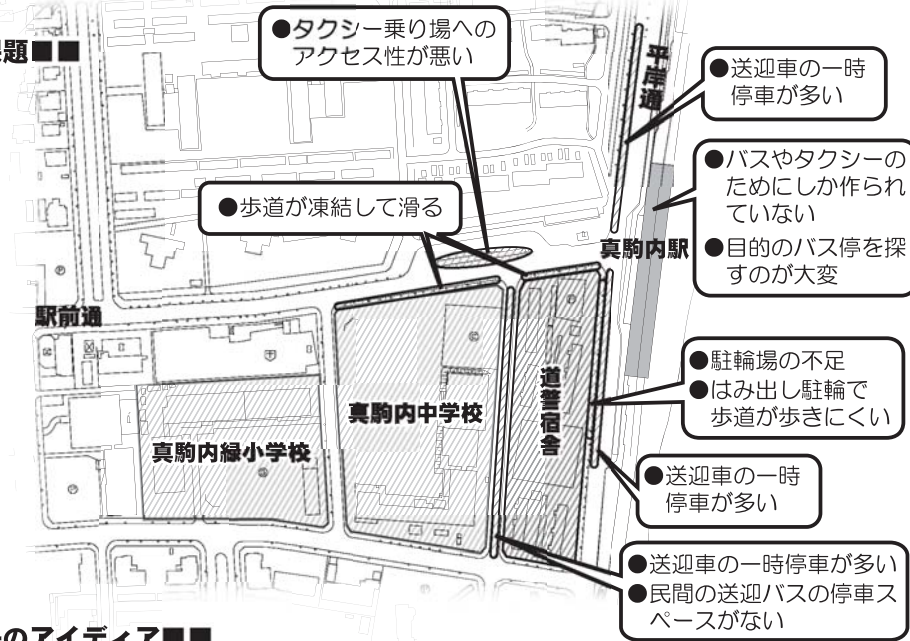 題■■
●タクシー乗り場への
アクセス性が悪い
平岸通
●送迎車の一時
停車が多い
●バスやタクシーの
ためにしか作られ
ていない
●目的のバス停を探
すのが大変
●歩道が凍結して滑る
真駒内駅
駅前通
●駐輪場の不足
●はみ出し駐輪で
歩道が歩きにくい
道警宿舎
真駒内中学校
真駒内緑小学校
●送迎車の一時
停車が多い
●送迎車の一時停車が多い
●民間の送迎バスの停車ス
ペースがない
のアイディア■■